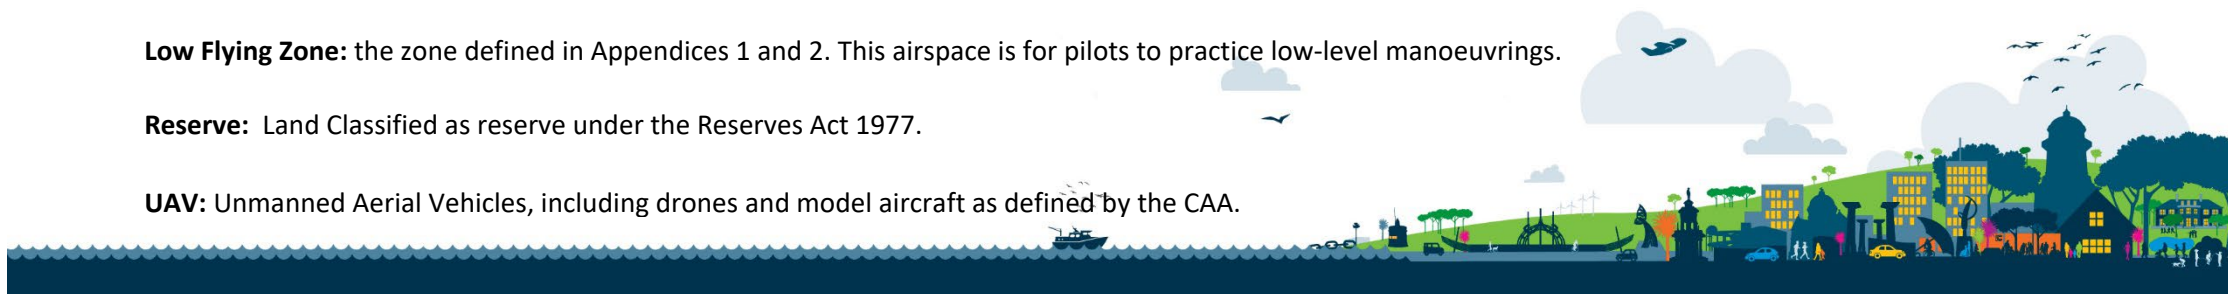 Low Flying Zone: the zone defined in Appendices 1 and 2. This airspace is for pilots to practice low-level manoeuvrings.
Reserve: Land Classified as reserve under the Reserves Act 1977.
UAV: Unmanned Aerial Vehicles, including drones and model aircraft as defined by the CAA.